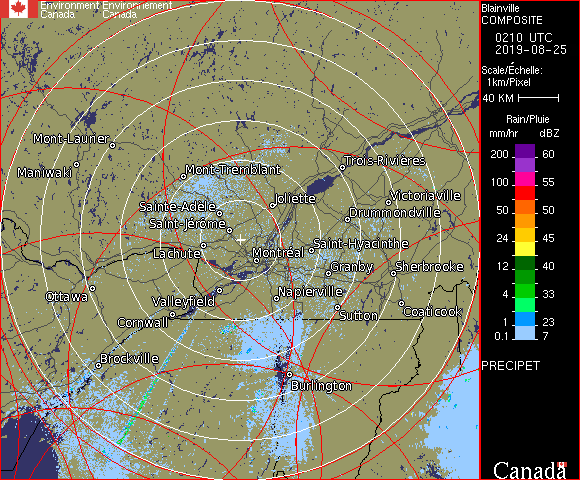 Environment Environnement
Canada Canada
Blainville
COMPOSITE
0210 UTC
2019-08-25
Scale/Échelle:
1km/Pixel
40 KM
Rain/Pluie
mm/hr dBZ
200 60
100 55
50 50
24 45
12 40
4 33
1 23
0.1 7
PRECIPET
Canada
Mont-Laurier
Maniwaki
Mont-Tremblant
Trois-Rivières
Sainte-Adèle
Joliette
Victoriaville
Drummondville
Saint-Jérôme
Lachute
Montréal
Saint-Hyacinthe
Granby
Sherbrooke
Ottawa
Valleyfield
Napierville
Cornwall
Sutton
Coaticook
Brockville
Burlington